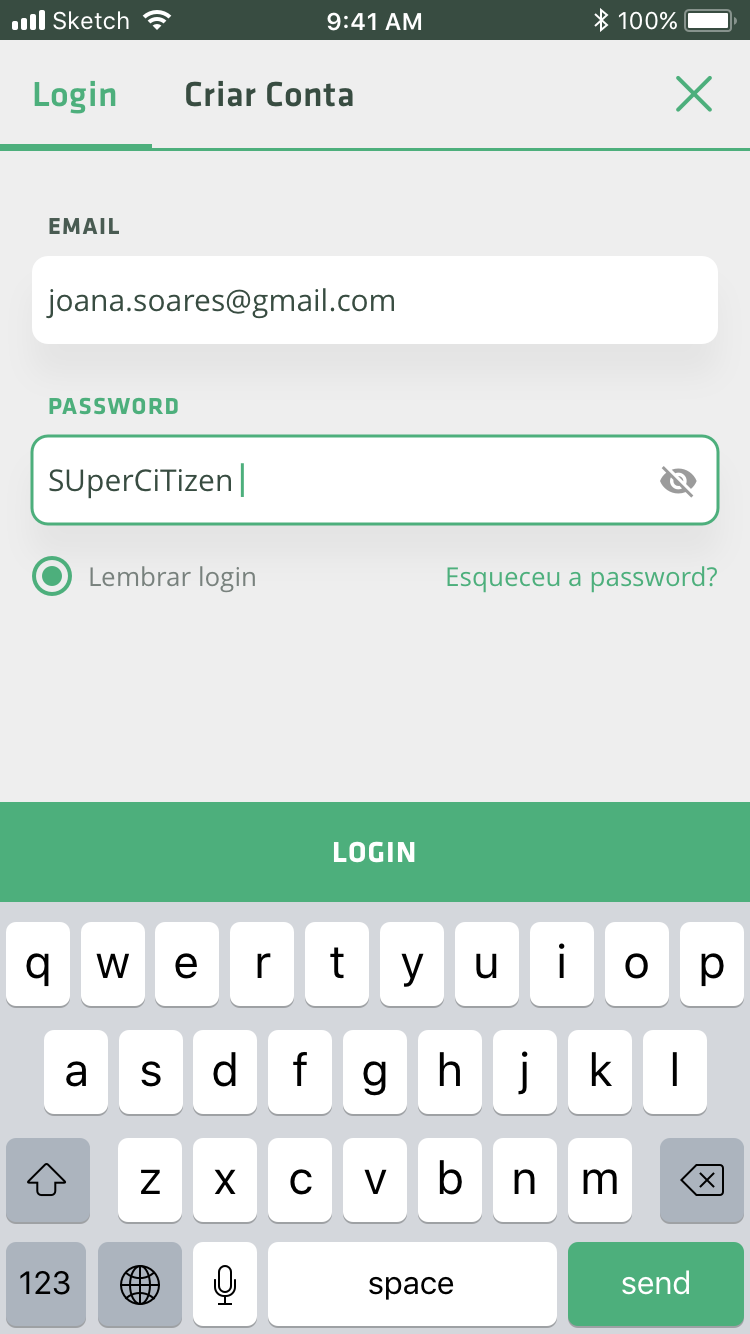 Sketch 9:41 AM 100%
Login Criar Conta
EMAIL
joana.soares@gmail.com
PASSWORD
SUperCiTizen
Lembrar login Esqueceu a password?
LOGIN
q w e r t y u i o p
a s d f g h j k l
z x c v b n m
123 space send